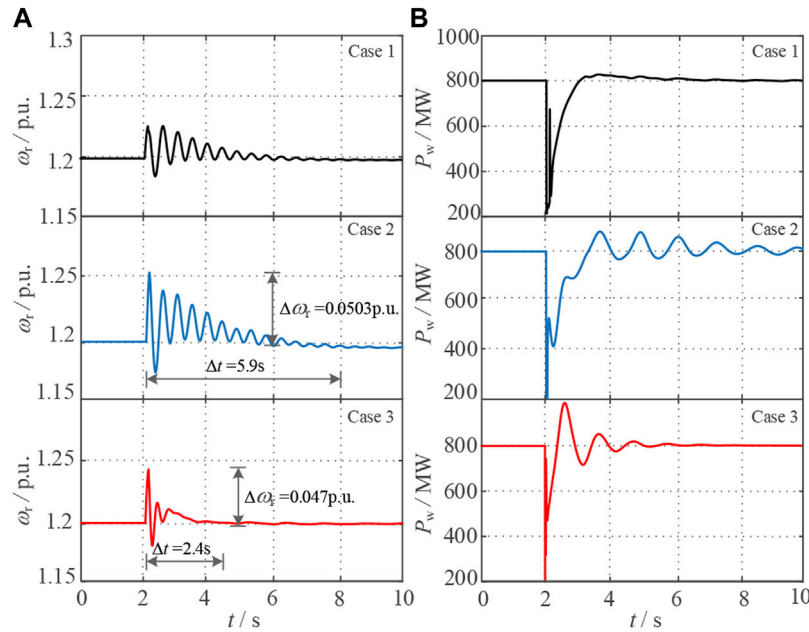 A
1.3
Case 1
1.25
ωr / p.u.
1.2
1.15
Case 2
1.25
Δωr =0.0503p.u.
ωr / p.u.
1.2
Δt =5.9s
1.15
Case 3
1.25
Δωr =0.047p.u.
ωr / p.u.
1.2
Δt=2.4s
1.15
0 2 4 6 8 10
t / s
B
1000
Case 1
800
Pw / MW
600
400
200
Case 2
800
Pw / MW
600
400
200
Case 3
800
Pw / MW
600
400
200
0 2 4 6 8 10
t / s